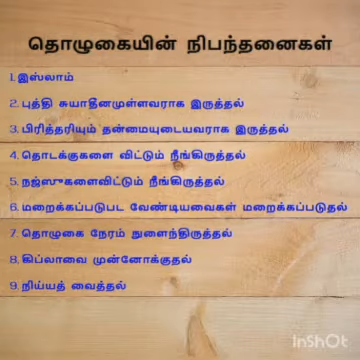 தொழுகையின் நிபந்தனைகள்
1. இஸ்லாம்
2. புத்தி சுயாதீனமுள்ளவராக இருத்தல்
3. பிரித்தரியும் தன்மையுடையவராக இருத்தல்
4. தொடக்குகளை விட்டும் நீங்கிருத்தல்
5. நஜ்ஸுகளைவிட்டும் நீங்கிருத்தல்
6. மறைக்கப்படுபட வேண்டியவைகள் மறைக்கப்படுதல்
7. தொழுகை நேரம் நுளைந்திருத்தல்
8. கிப்லாவை முன்னோக்குதல்
9. நிய்யத் வைத்தல்
InShOt